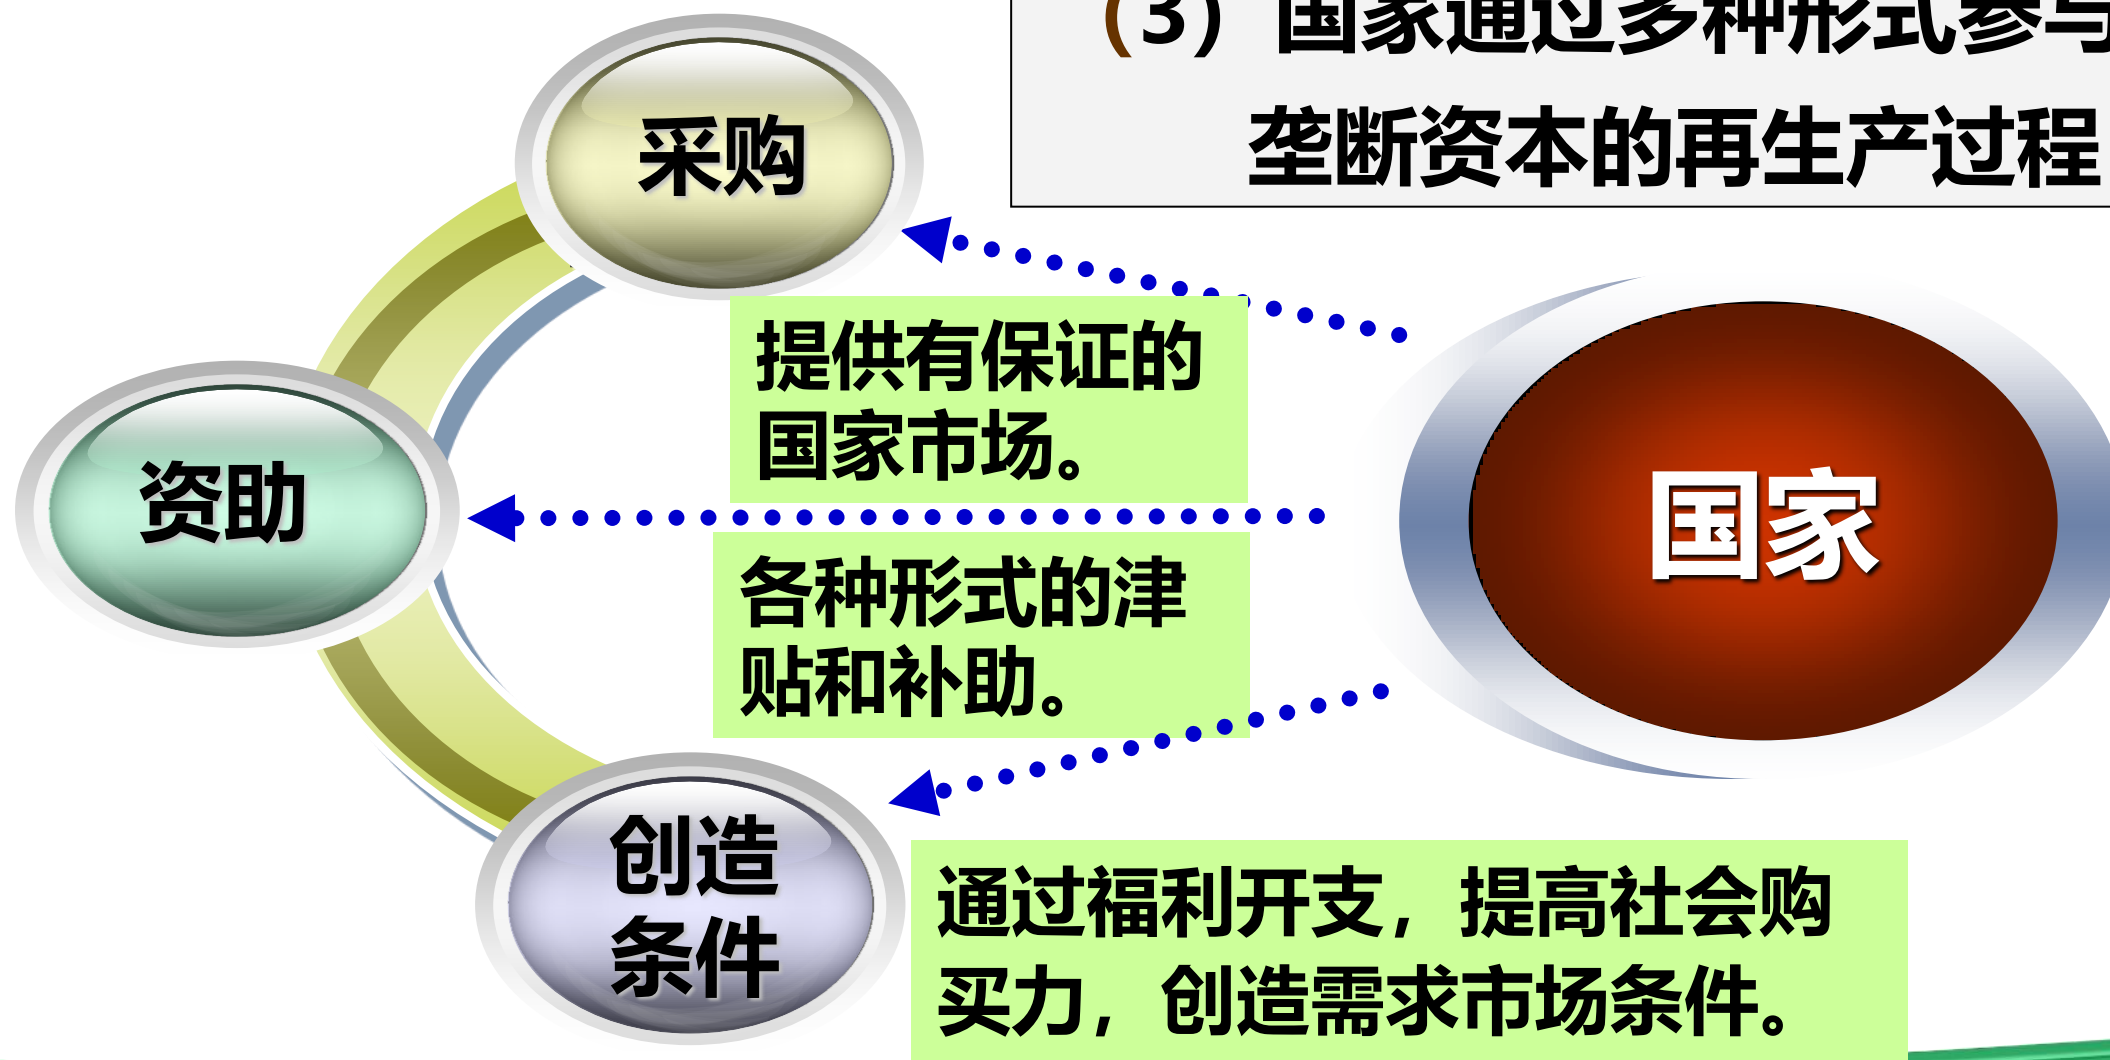 （3）国家通过多种形式参与
垄断资本的再生产过程
采购
提供有保证的
国家市场。
资助
国家
各种形式的津
贴和补助。
创造
条件
通过福利开支，提高社会购
买力，创造需求市场条件。